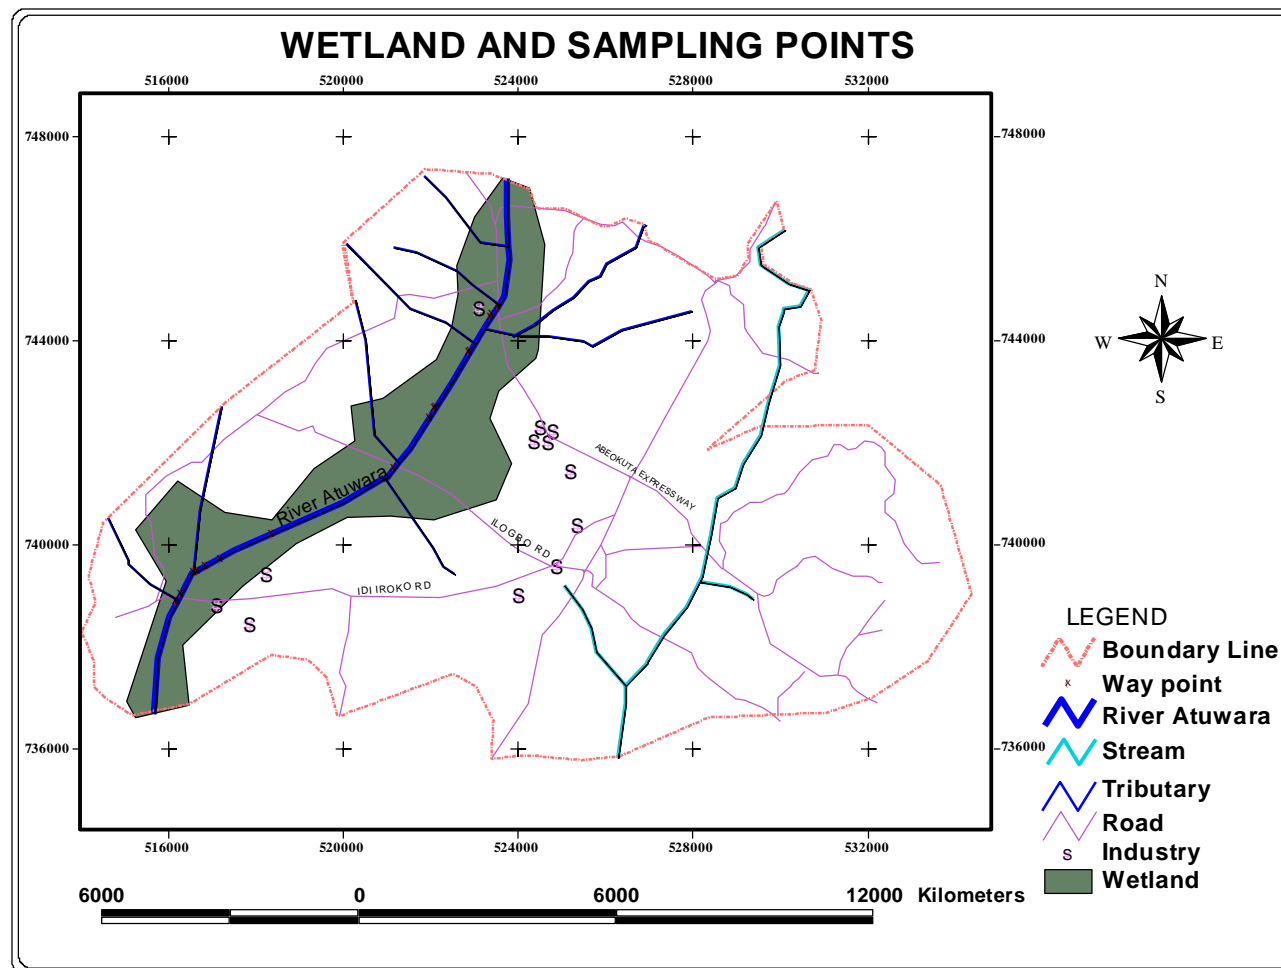 WETLAND AND SAMPLING POINTS
516000 520000 524000 528000 532000
748000 748000
N
744000 W E 744000
S
S
S S
S S
ABEOKUTA EXPRESSWAY
S
River Atuwara
ILOGBO RD
S
740000 740000
S
S
IDI IROKO RD
S
S
S
LEGEND
Boundary Line
Way point
River Atuwara
736000 736000
Stream
Tributary
Road
S Industry
Wetland
516000 520000 524000 528000 532000
6000 0 6000 12000 Kilometers